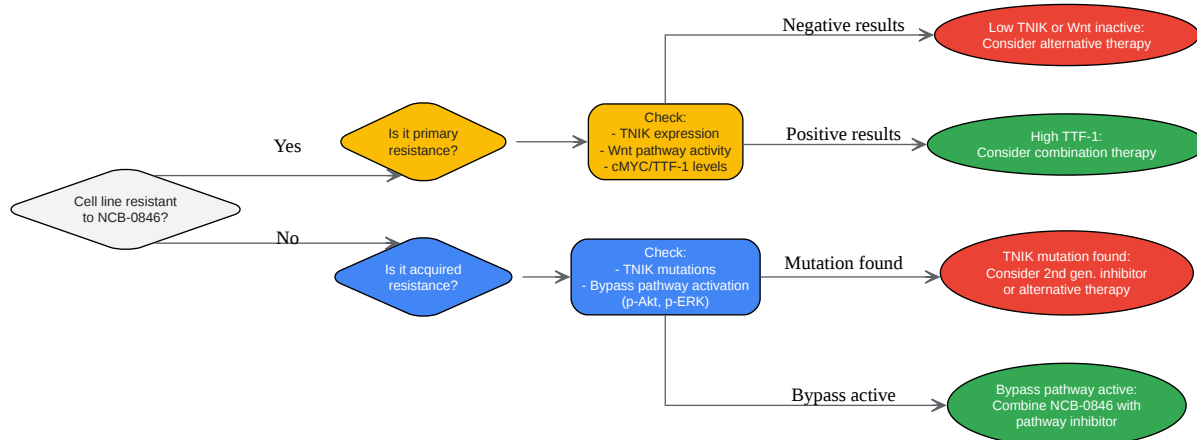 Negative results
Low TNIK or Wnt inactive:
Consider alternative therapy
Is it primary
resistance?
Check:
- TNIK expression
- Wnt pathway activity
- cMYC/TTF-1 levels
Positive results
High TTF-1:
Consider combination therapy
Yes
Cell line resistant
to NCB-0846?
No
Is it acquired
resistance?
Check:
- TNIK mutations
- Bypass pathway activation
(p-Akt, p-ERK)
Mutation found
TNIK mutation found:
Consider 2nd gen. inhibitor
or alternative therapy
Bypass active
Bypass pathway active:
Combine NCB-0846 with
pathway inhibitor